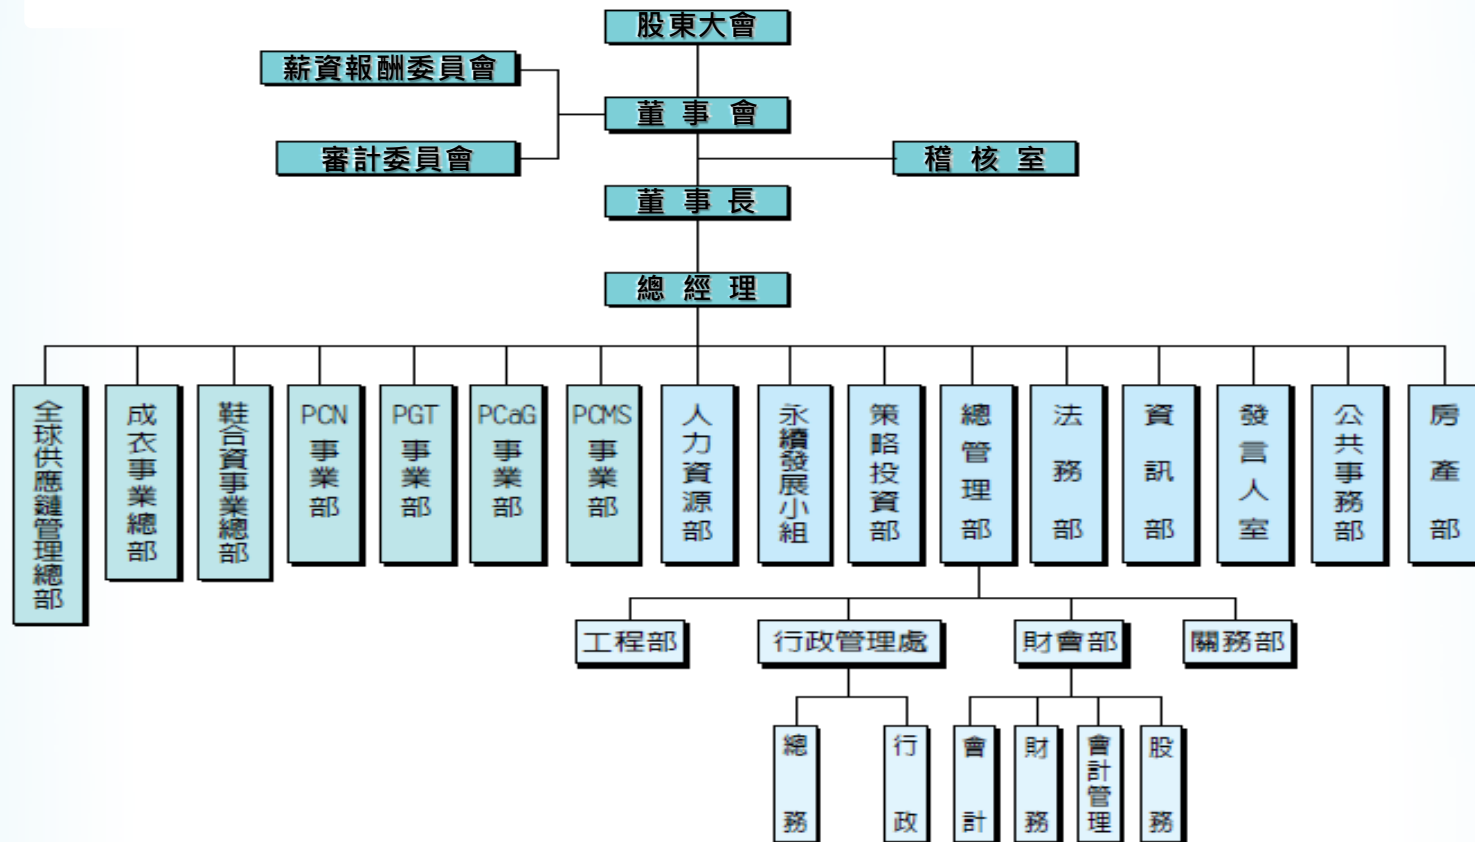 股東大會
薪資報酬委員會
董事會
審計委員會
稽核室
董事長
總經理
全球供應鏈管理總部
成衣事業總部
鞋合資事業總部
PCN事業部
PGT事業部
PCaG事業部
PCMS事業部
人力資源部
永續發展小組
策略投資部
總管理部
法務部
資訊部
發言人室
公共事務部
房產部
工程部
行政管理處
財會部
關務部
總務
行政
會計
財務
會計管理
股務